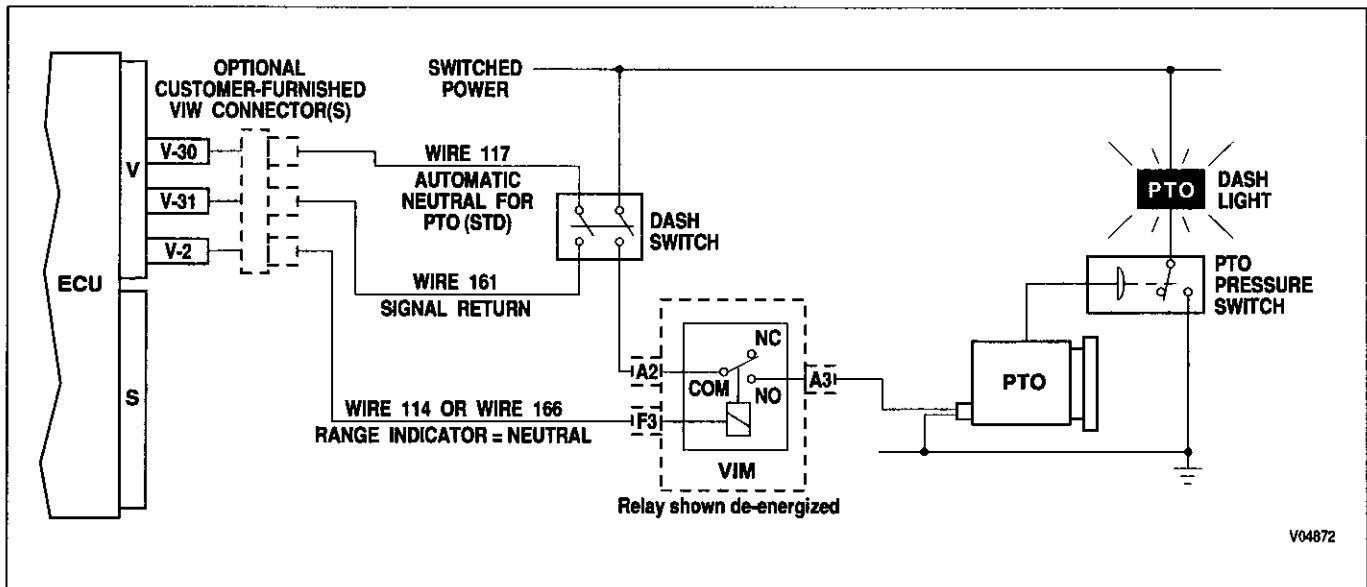 OPTIONAL
CUSTOMER-FURNISHED
VIW CONNECTOR(S)
SWITCHED
POWER
V-30
V
WIRE 117
AUTOMATIC
NEUTRAL FOR
PTO (STD)
V-31
PTO
DASH
LIGHT
DASH
SWITCH
V-2
ECU
WIRE 161
SIGNAL RETURN
PTO
PRESSURE
SWITCH
S
NC
A2
COM
NO
A3
PTO
WIRE 114 OR WIRE 166
RANGE INDICATOR = NEUTRAL
F3
VIM
Relay shown de-energized
V04872